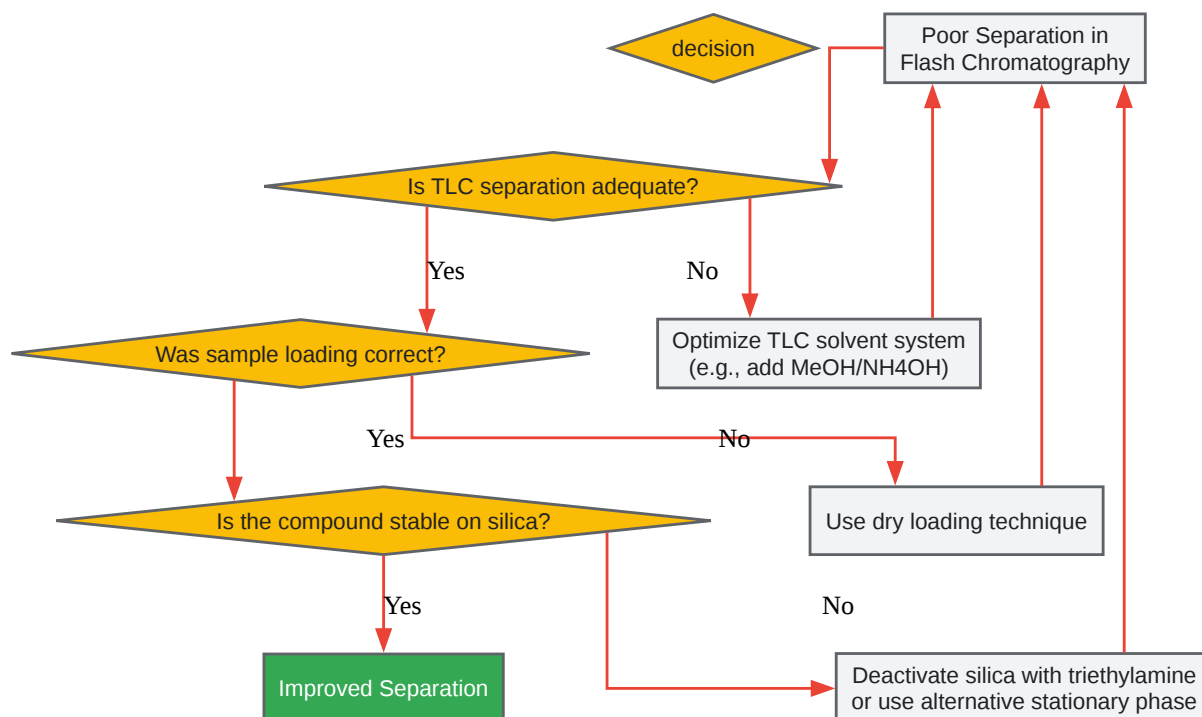 decision
Poor Separation in
Flash Chromatography
Is TLC separation adequate?
Yes
No
Optimize TLC solvent system
(e.g., add MeOH/NH4OH)
Was sample loading correct?
Yes
No
Use dry loading technique
Is the compound stable on silica?
Yes
No
Improved Separation
Deactivate silica with triethylamine
or use alternative stationary phase